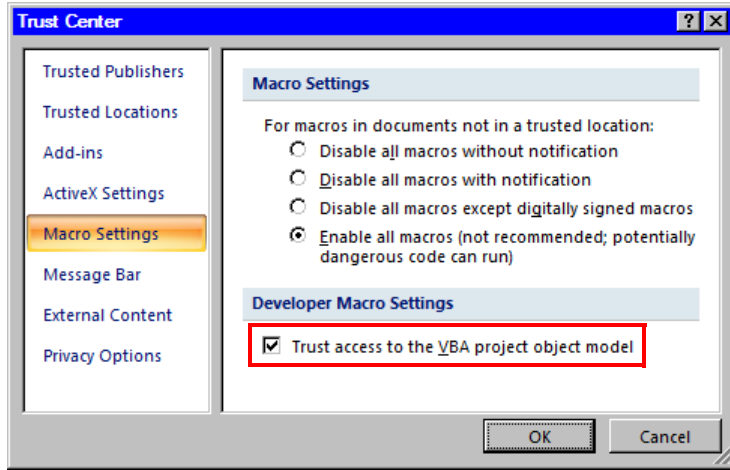 Trust Center
Trusted Publishers
Trusted Locations
Add-ins
ActiveX Settings
Macro Settings
Message Bar
External Content
Privacy Options
Macro Settings
For macros in documents not in a trusted location:
Disable all macros without notification
Disable all macros with notification
Disable all macros except digitally signed macros
Enable all macros (not recommended; potentially
dangerous code can run)
Developer Macro Settings
Trust access to the VBA project object model
OK
Cancel